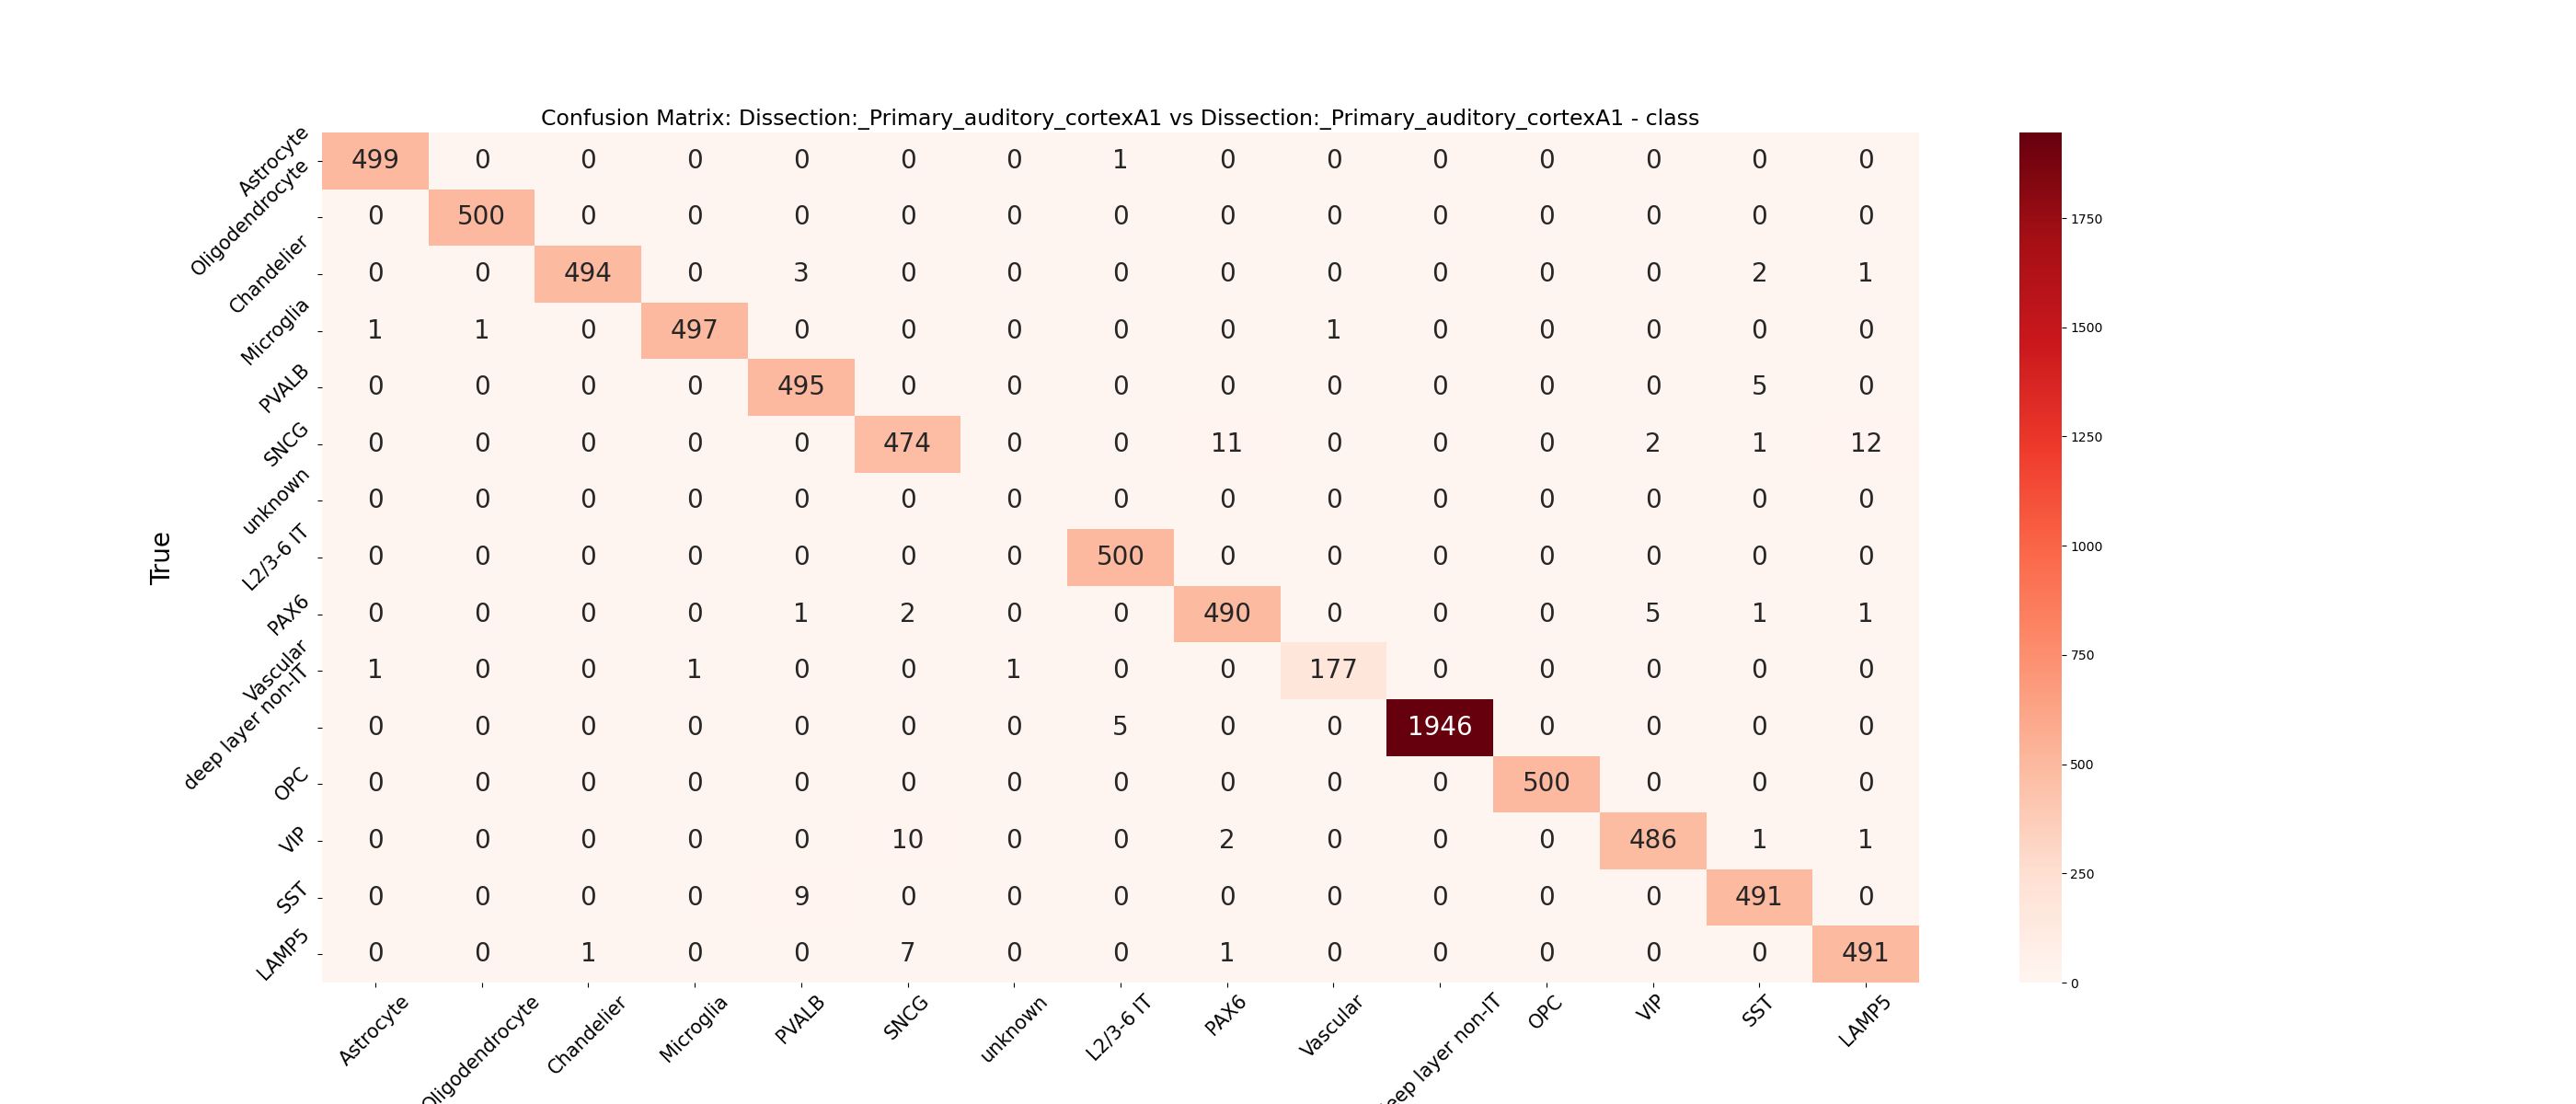 Confusion Matrix: Dissection:_Primary_auditory_cortexA1 vs Dissection:_Primary_auditory_cortexA1 - class
Astrocyte 499 0 0 0 0 0 0 1 0 0 0 0 0 0 0
Oligodendrocyte 0 500 0 0 0 0 0 0 0 0 0 0 0 0 0
Chandelier 0 0 494 0 3 0 0 0 0 0 0 0 0 2 1
Microglia 1 1 0 497 0 0 0 0 0 1 0 0 0 0 0
PVALB 0 0 0 0 495 0 0 0 0 0 0 0 0 5 0
SNCG 0 0 0 0 0 474 0 0 11 0 0 0 2 1 12
unknown 0 0 0 0 0 0 0 0 0 0 0 0 0 0 0
L2/3-6 IT 0 0 0 0 0 0 0 500 0 0 0 0 0 0 0
PAX6 0 0 0 0 1 2 0 0 490 0 0 0 5 1 1
Vascular 1 0 0 1 0 0 1 0 0 177 0 0 0 0 0
deep layer non-IT 0 0 0 0 0 0 0 5 0 0 1946 0 0 0 0
OPC 0 0 0 0 0 0 0 0 0 0 0 500 0 0 0
VIP 0 0 0 0 0 10 0 0 2 0 0 0 486 1 1
SST 0 0 0 0 9 0 0 0 0 0 0 0 0 491 0
LAMP5 0 0 1 0 0 7 0 0 1 0 0 0 0 0 491
True
Astrocyte Oligodendrocyte Chandelier Microglia PVALB SNCG unknown L2/3-6 IT PAX6 Vascular eep layer non-IT OPC VIP SST LAMP5
1750
1500
1250
1000
750
500
250
0